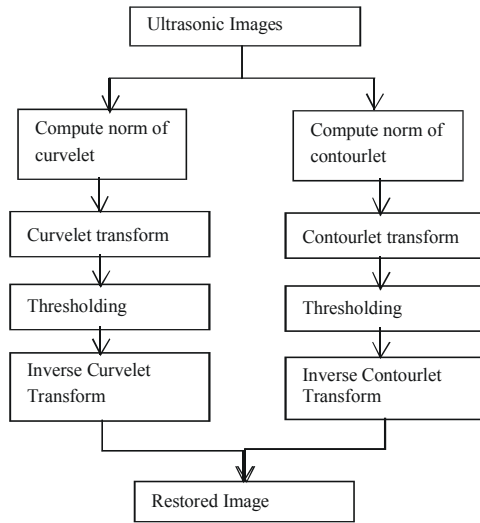 Ultrasonic Images
Compute norm of
curvelet
Compute norm of
contourlet
Curvelet transform
Contourlet transform
Thresholding
Thresholding
Inverse Curvelet
Transform
Inverse Contourlet
Transform
Restored Image